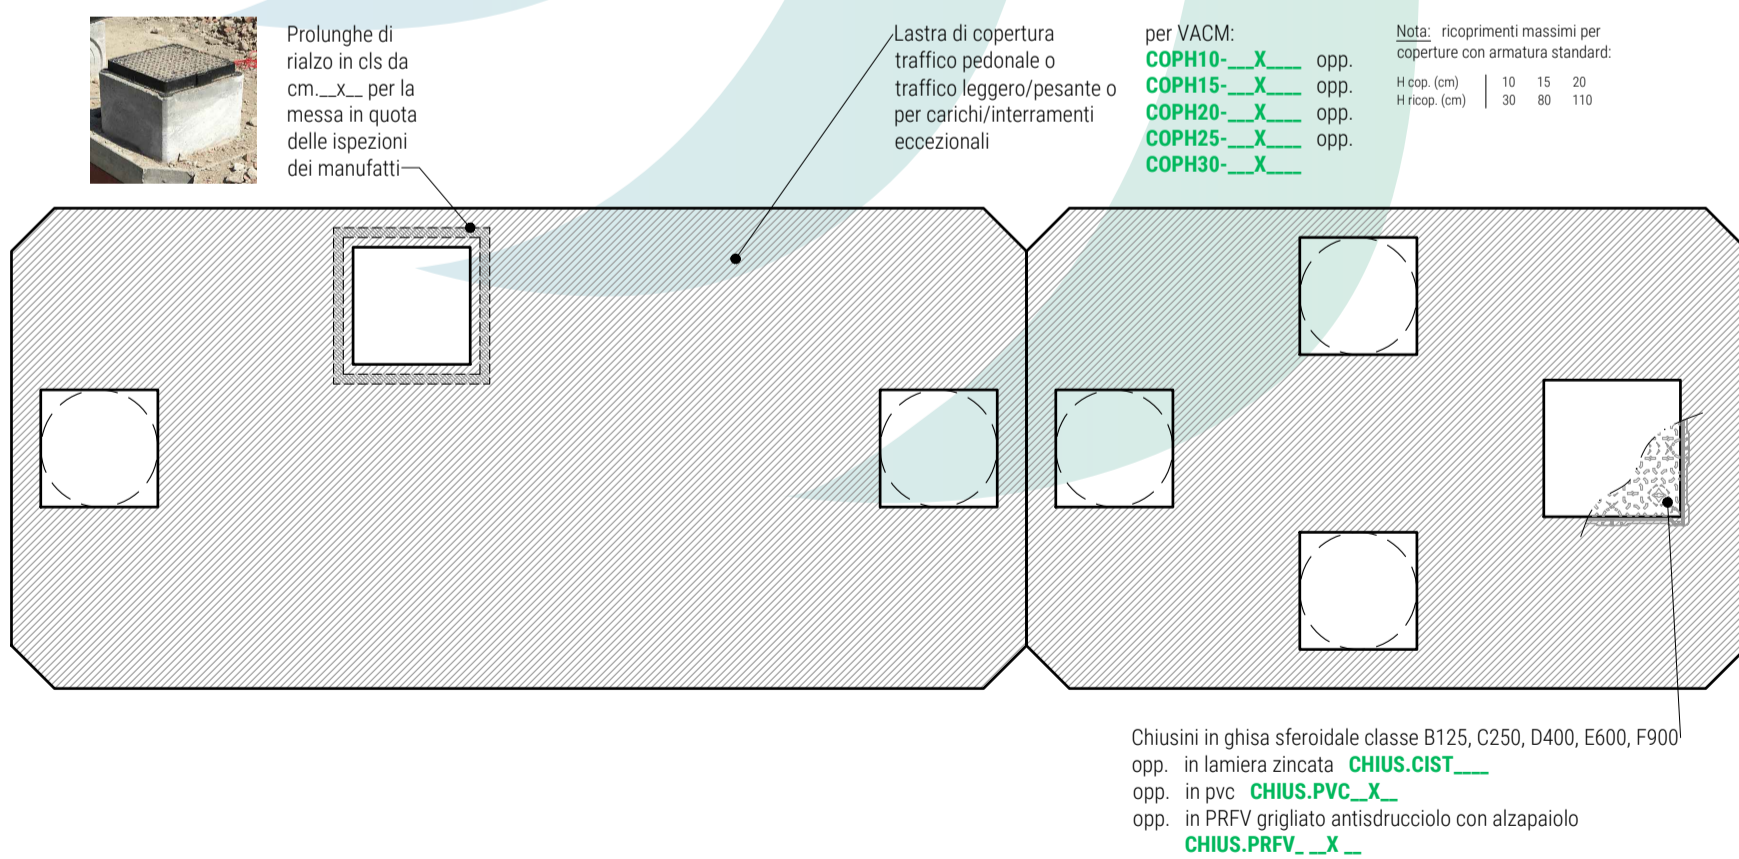 Prolunghe di
rialzo in cls da
cm.__x__ per la
messa in quota
delle ispezioni
dei manufatti
Lastra di copertura
traffico pedonale o
traffico leggero/pesante o
per carichi/interramenti
eccezionali
per VACM:
COPH10-___X____ opp.
COPH15-___X____ opp.
COPH20-___X____ opp.
COPH25-___X____ opp.
COPH30-___X____
Nota: ricoprimenti massimi per
coperture con armatura standard:
H cop. (cm) 10 15 20
H ricop. (cm) 30 80 110
Chiusini in ghisa sferoidale classe B125, C250, D400, E600, F900
opp. in lamiera zincata CHIUS.CIST____
opp. in pvc CHIUS.PVC__X__
opp. in PRFV grigliato antisdrucciolo con alzapaiolo
CHIUS.PRFV_ __X __